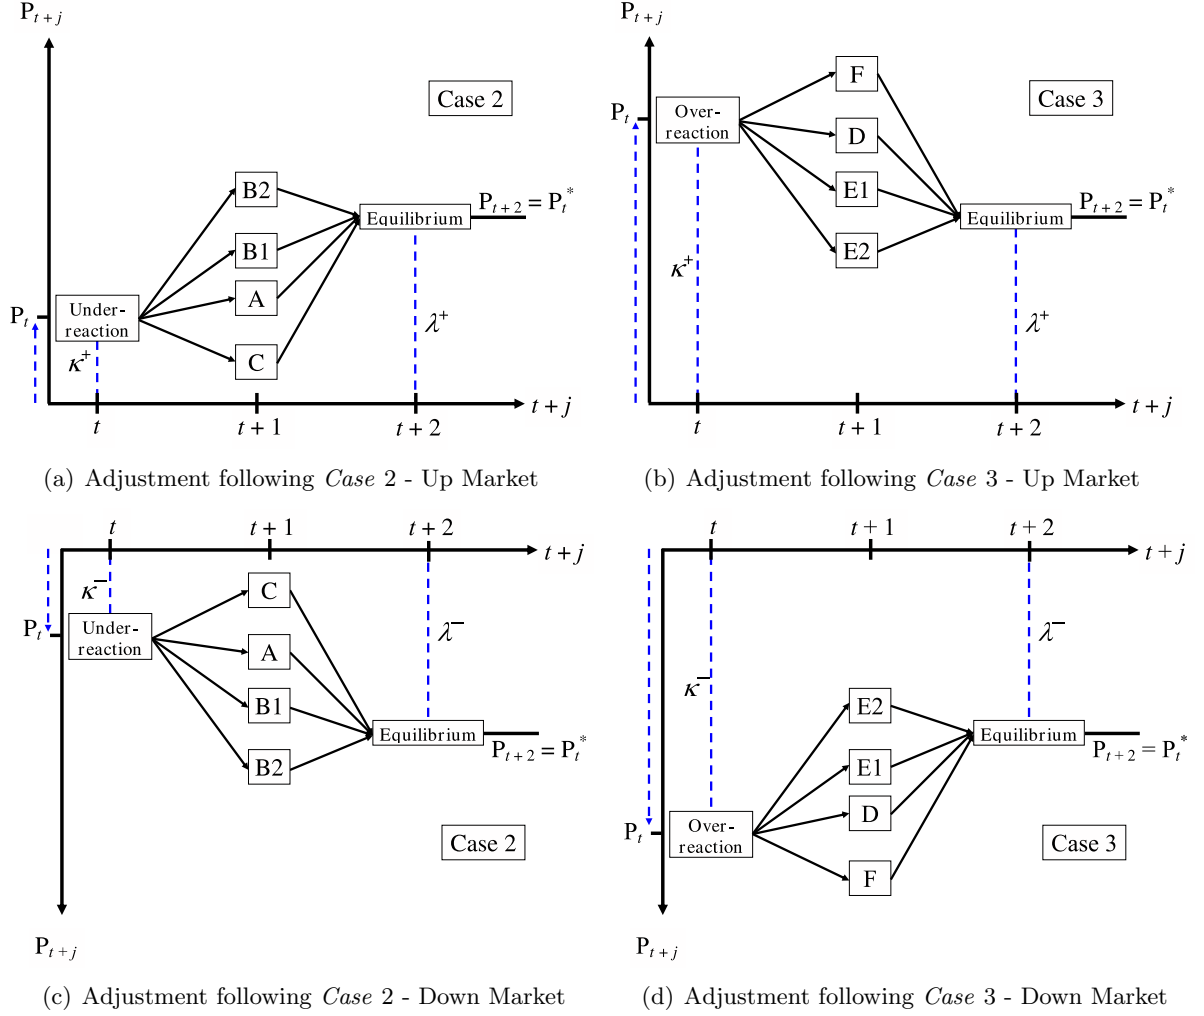 P_{t+j}
Case 2
B2
P_{t+2} = P_t^*
Equilibrium
B1
A
Under-
reaction
P_t
κ^+
λ^+
C
t+j
t
t+1
t+2
(a) Adjustment following Case 2 - Up Market
P_{t+j}
F
Case 3
Over-
reaction
P_t
D
E1
P_{t+2} = P_t^*
Equilibrium
E2
κ^+
λ^+
t+j
t
t+1
t+2
(b) Adjustment following Case 3 - Up Market
t
t+1
t+2
t+j
κ^−
C
P_t
Under-
reaction
λ^−
A
B1
Equilibrium
P_{t+2} = P_t^*
B2
Case 2
P_{t+j}
(c) Adjustment following Case 2 - Down Market
t
t+1
t+2
t+j
λ^−
κ^−
E2
Equilibrium
P_{t+2} = P_t^*
E1
D
P_t
Over-
reaction
Case 3
F
P_{t+j}
(d) Adjustment following Case 3 - Down Market